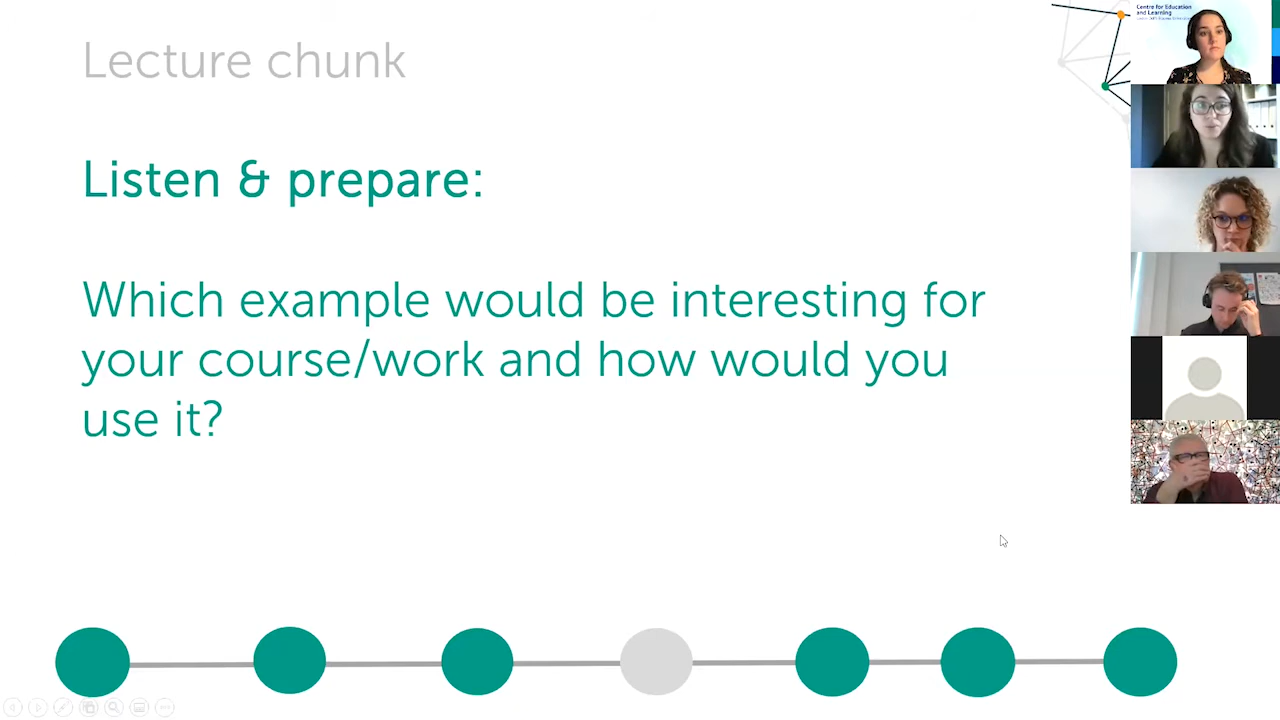 Lecture chunk
Centre for Education
and Learning
Listen & prepare:
Which example would be interesting for
your course/work and how would you
use it?